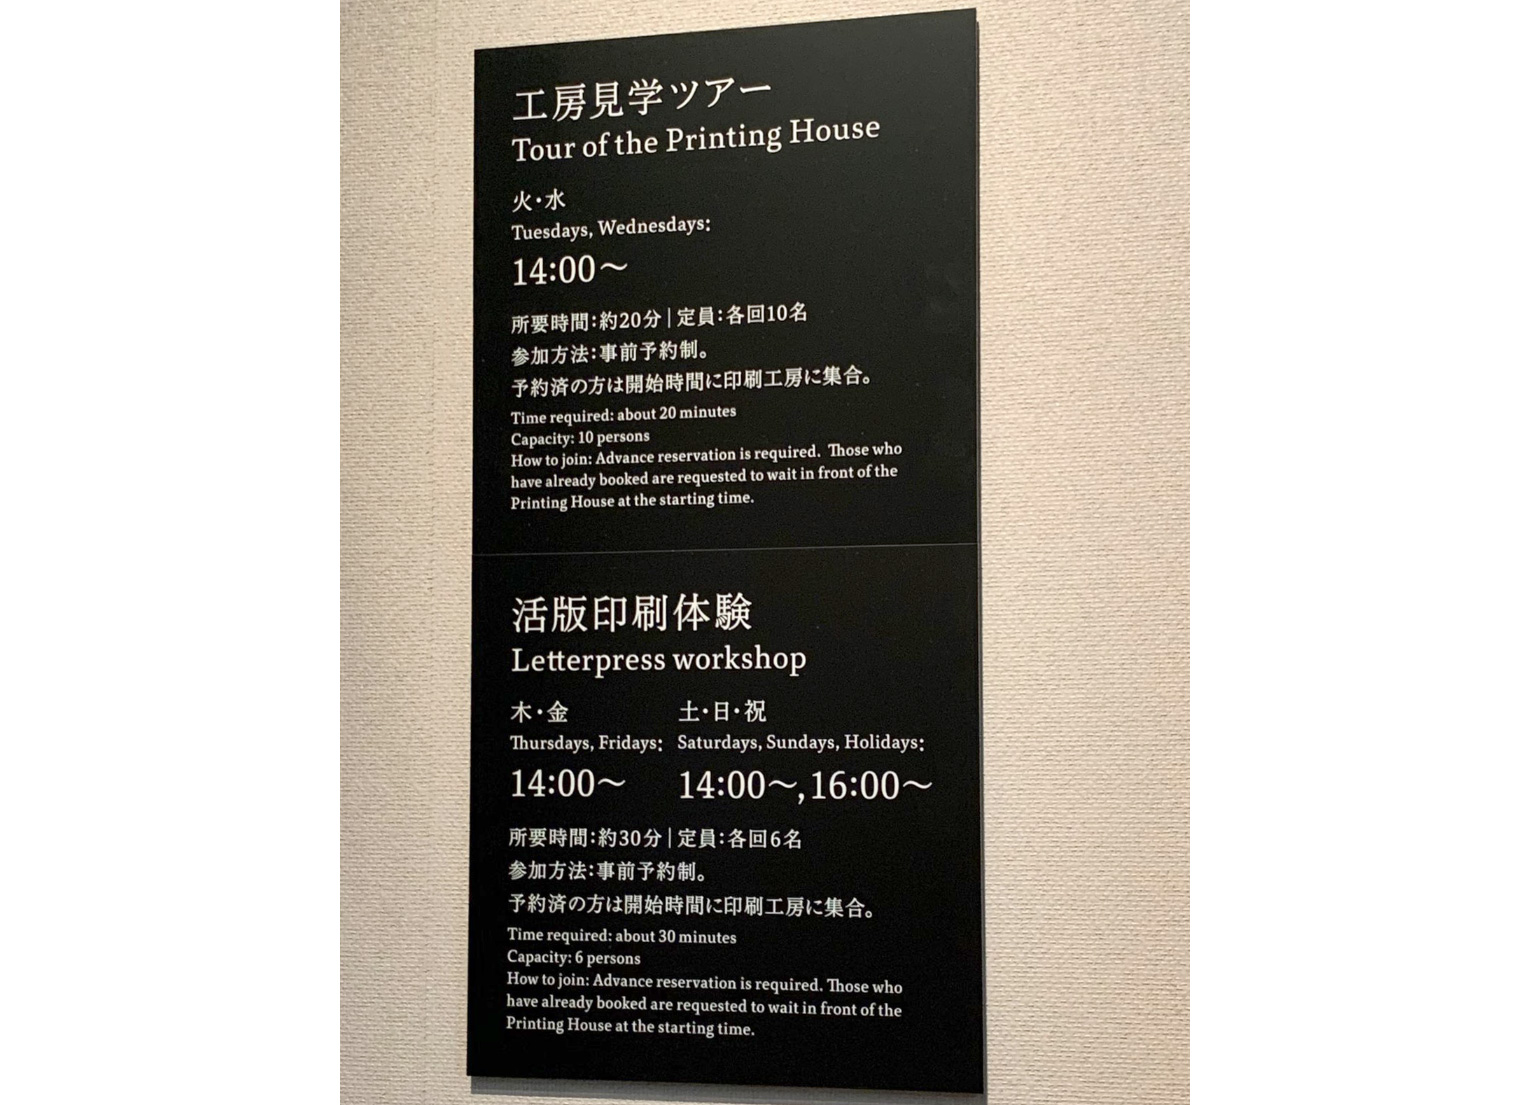 工房見学ツアー
Tour of the Printing House
火・水
Tuesdays, Wednesdays:
14:00〜
所要時間:約20分｜定員:各回10名
参加方法:事前予約制。
予約済の方は開始時間に印刷工房に集合。
Time required: about 20 minutes
Capacity: 10 persons
How to join: Advance reservation is required. Those who
have already booked are requested to wait in front of the
Printing House at the starting time.
活版印刷体験
Letterpress workshop
木・金 土・日・祝
Thursdays, Fridays: Saturdays, Sundays, Holidays:
14:00〜 14:00〜, 16:00〜
所要時間:約30分｜定員:各回6名
参加方法:事前予約制。
予約済の方は開始時間に印刷工房に集合。
Time required: about 30 minutes
Capacity: 6 persons
How to join: Advance reservation is required. Those who
have already booked are requested to wait in front of the
Printing House at the starting time.